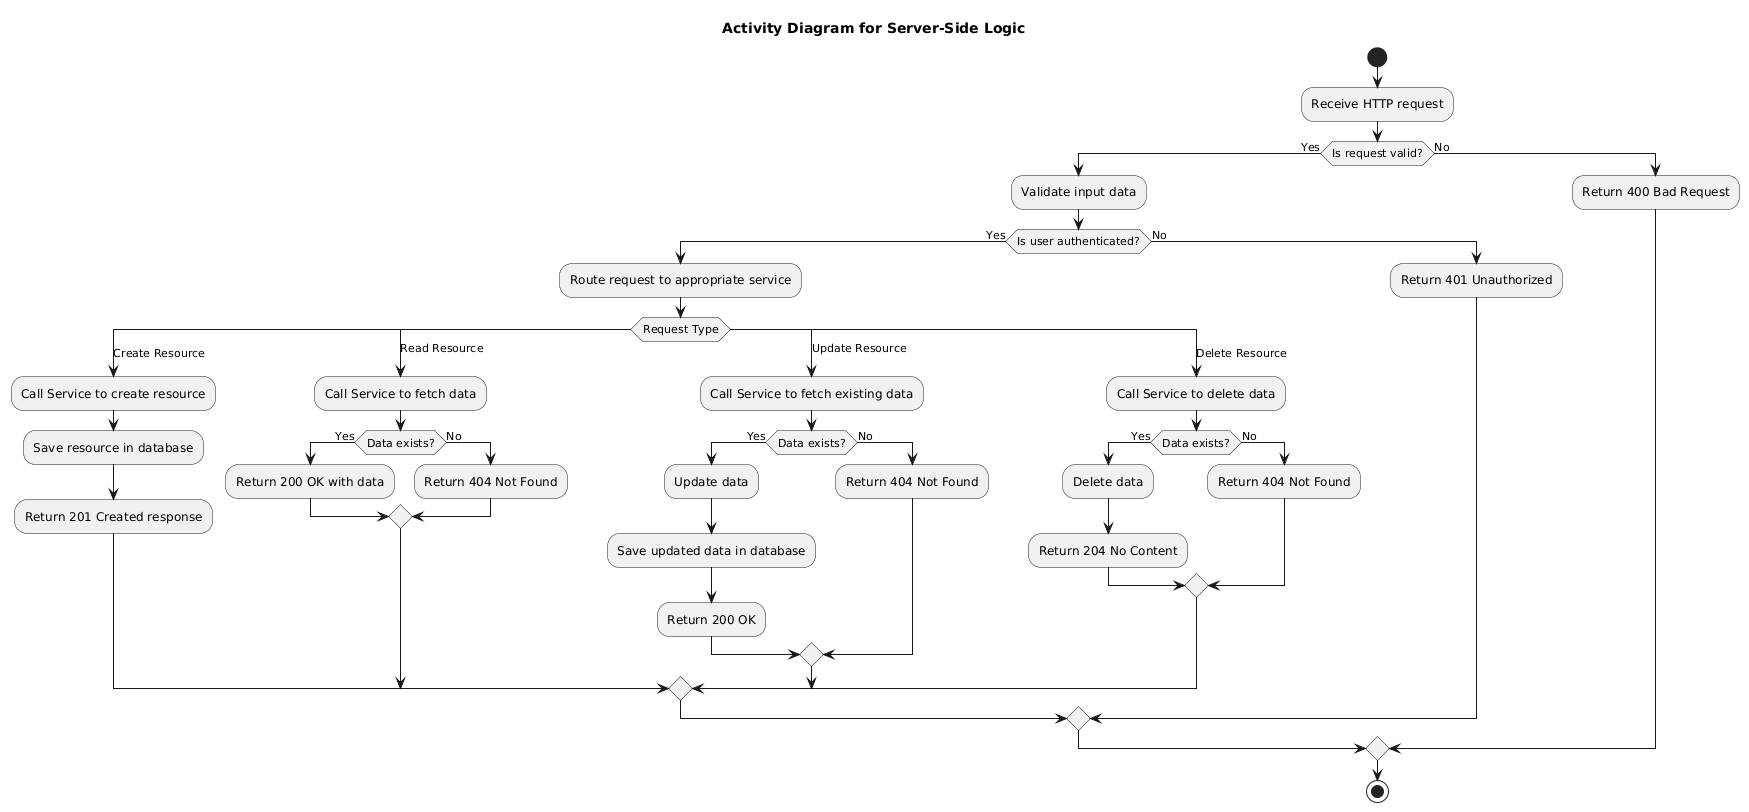 Activity Diagram for Server-Side Logic
Receive HTTP request
Yes
Is request valid?
No
Validate input data
Return 400 Bad Request
Yes
Is user authenticated?
No
Route request to appropriate service
Return 401 Unauthorized
Request Type
Create Resource
Read Resource
Update Resource
Delete Resource
Call Service to create resource
Call Service to fetch data
Call Service to fetch existing data
Call Service to delete data
Save resource in database
Yes
Data exists?
No
Yes
Data exists?
No
Yes
Data exists?
No
Return 200 OK with data
Return 404 Not Found
Update data
Return 404 Not Found
Delete data
Return 404 Not Found
Return 201 Created response
Save updated data in database
Return 204 No Content
Return 200 OK